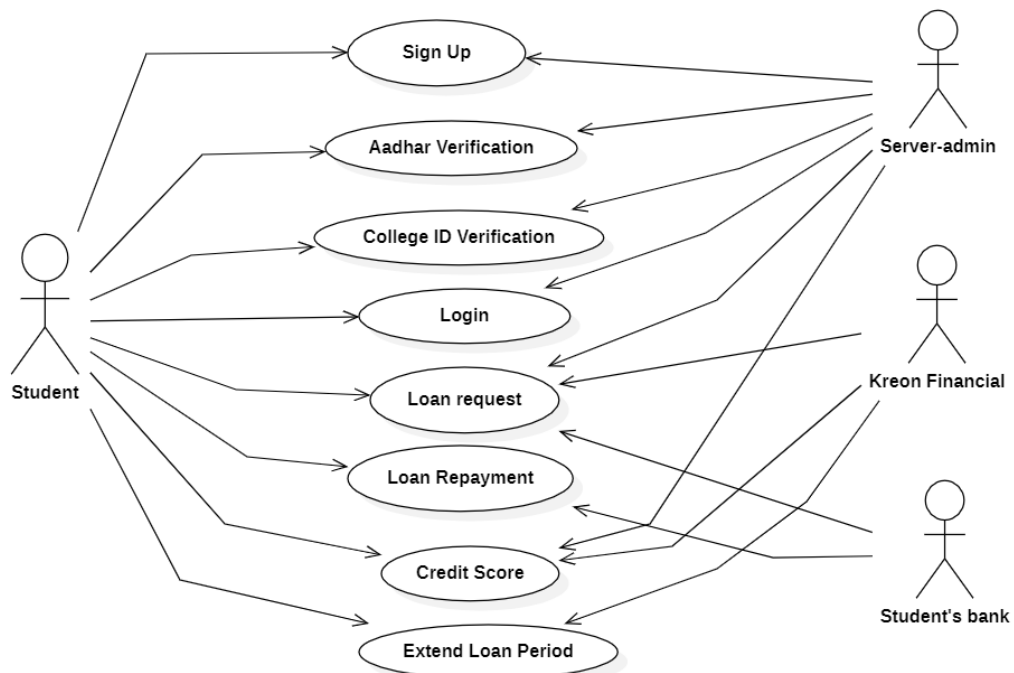 Sign Up
Aadhar Verification
Server-admin
College ID Verification
Login
Student
Kreon Financial
Loan request
Loan Repayment
Credit Score
Student's bank
Extend Loan Period